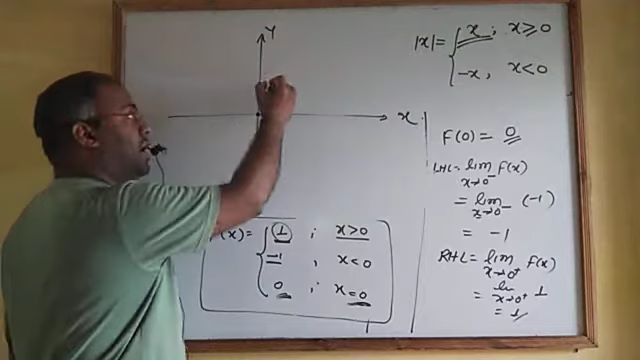 Y
x
|x| = { x ; x ≥ 0
-x , x < 0
F(0) = 0
LHL = lim F(x)
x→0⁻
= lim (-1)
x→0⁻
= -1
RHL = lim F(x)
x→0⁺
= lim 1
x→0⁺
= 1
(x) = { 1 ; x > 0
-1 , x < 0
0 ; x = 0